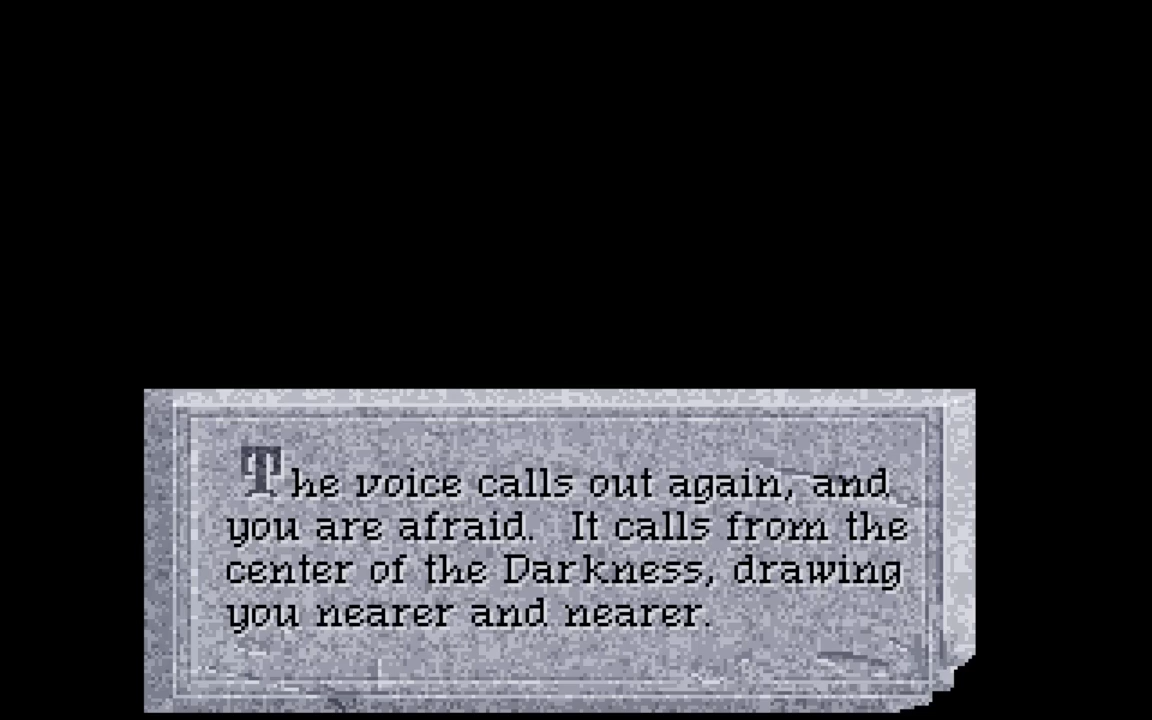 The voice calls out again, and
you are afraid.  It calls from the
center of the Darkness, drawing
you nearer and nearer.